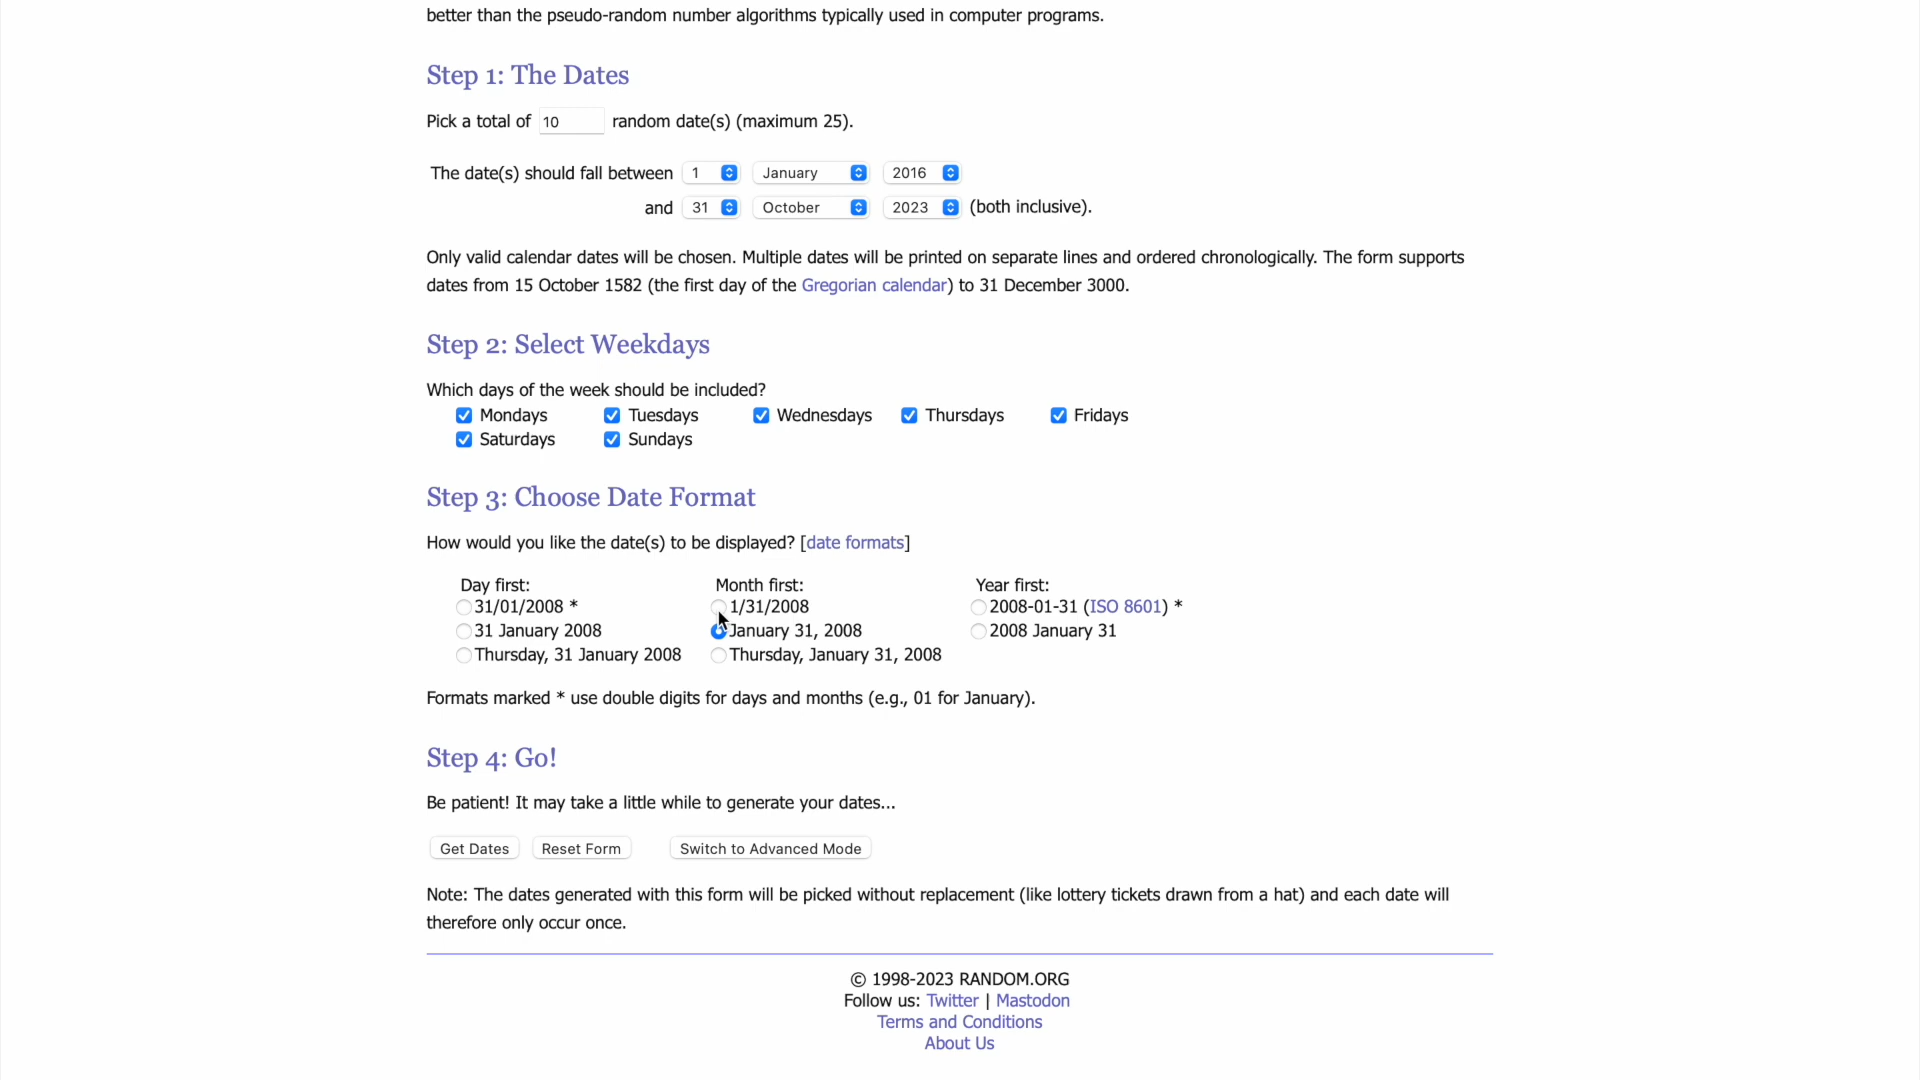 better than the pseudo-random number algorithms typically used in computer programs.
Step 1: The Dates
Pick a total of 10 random date(s) (maximum 25).
The date(s) should fall between 1 January 2016
and 31 October 2023 (both inclusive).
Only valid calendar dates will be chosen. Multiple dates will be printed on separate lines and ordered chronologically. The form supports
dates from 15 October 1582 (the first day of the Gregorian calendar) to 31 December 3000.
Step 2: Select Weekdays
Which days of the week should be included?
Mondays Tuesdays Wednesdays Thursdays Fridays
Saturdays Sundays
Step 3: Choose Date Format
How would you like the date(s) to be displayed? [date formats]
Day first: Month first: Year first:
31/01/2008 * 1/31/2008 2008-01-31 (ISO 8601) *
31 January 2008 January 31, 2008 2008 January 31
Thursday, 31 January 2008 Thursday, January 31, 2008
Formats marked * use double digits for days and months (e.g., 01 for January).
Step 4: Go!
Be patient! It may take a little while to generate your dates...
Get Dates Reset Form Switch to Advanced Mode
Note: The dates generated with this form will be picked without replacement (like lottery tickets drawn from a hat) and each date will
therefore only occur once.
© 1998-2023 RANDOM.ORG
Follow us: Twitter | Mastodon
Terms and Conditions
About Us